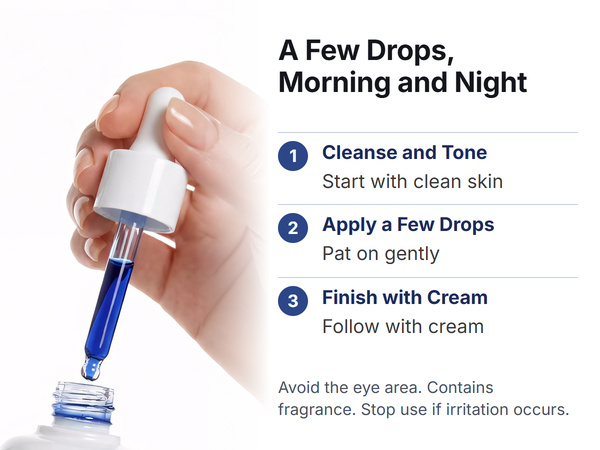 A Few Drops,
Morning and Night
1
Cleanse and Tone
Start with clean skin
2
Apply a Few Drops
Pat on gently
3
Finish with Cream
Follow with cream
Avoid the eye area. Contains
fragrance. Stop use if irritation occurs.